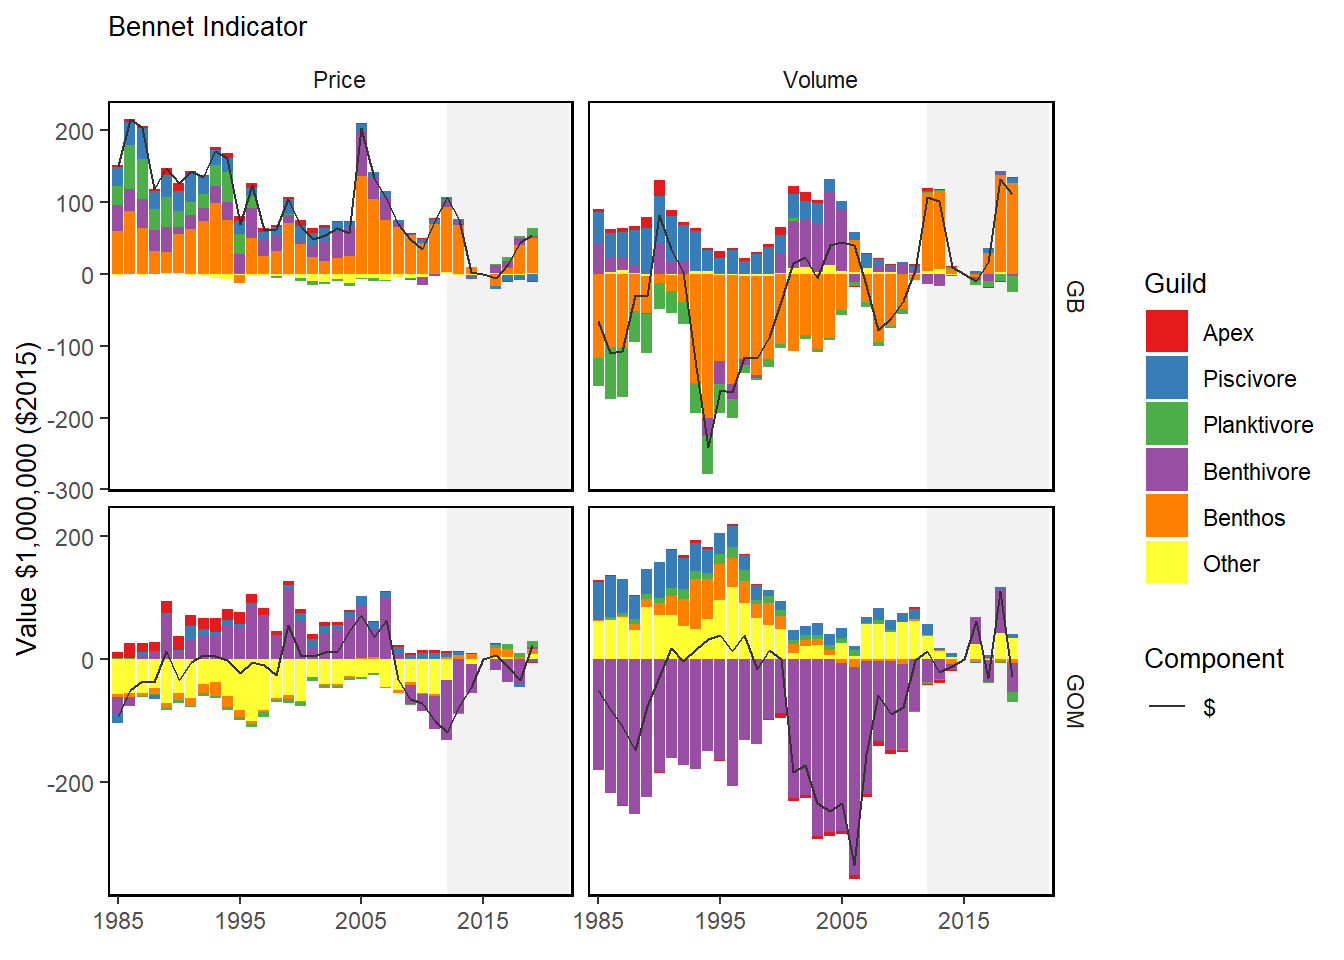 Bennet Indicator
Price
Volume
Value $1,000,000 ($2015)
200
100
0
-100
-200
-300
GB
200
0
-200
GOM
1985
1995
2005
2015
1985
1995
2005
2015
Guild
Apex
Piscivore
Planktivore
Benthivore
Benthos
Other
Component
$